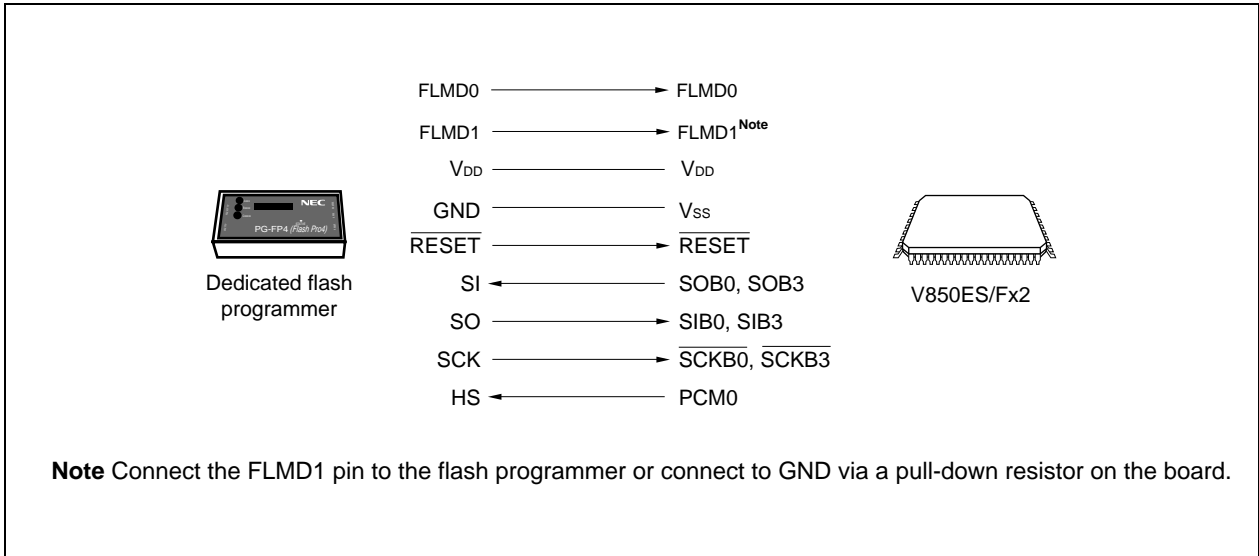 FLMD0 FLMD0
FLMD1 FLMD1Note
VDD VDD
GND VSS
RESET RESET
SI SOB0, SOB3
SO SIB0, SIB3
SCK SCKB0, SCKB3
HS PCM0
NEC
PG-FP4 (Flash Pro4)
Dedicated flash
programmer
V850ES/Fx2
Note Connect the FLMD1 pin to the flash programmer or connect to GND via a pull-down resistor on the board.